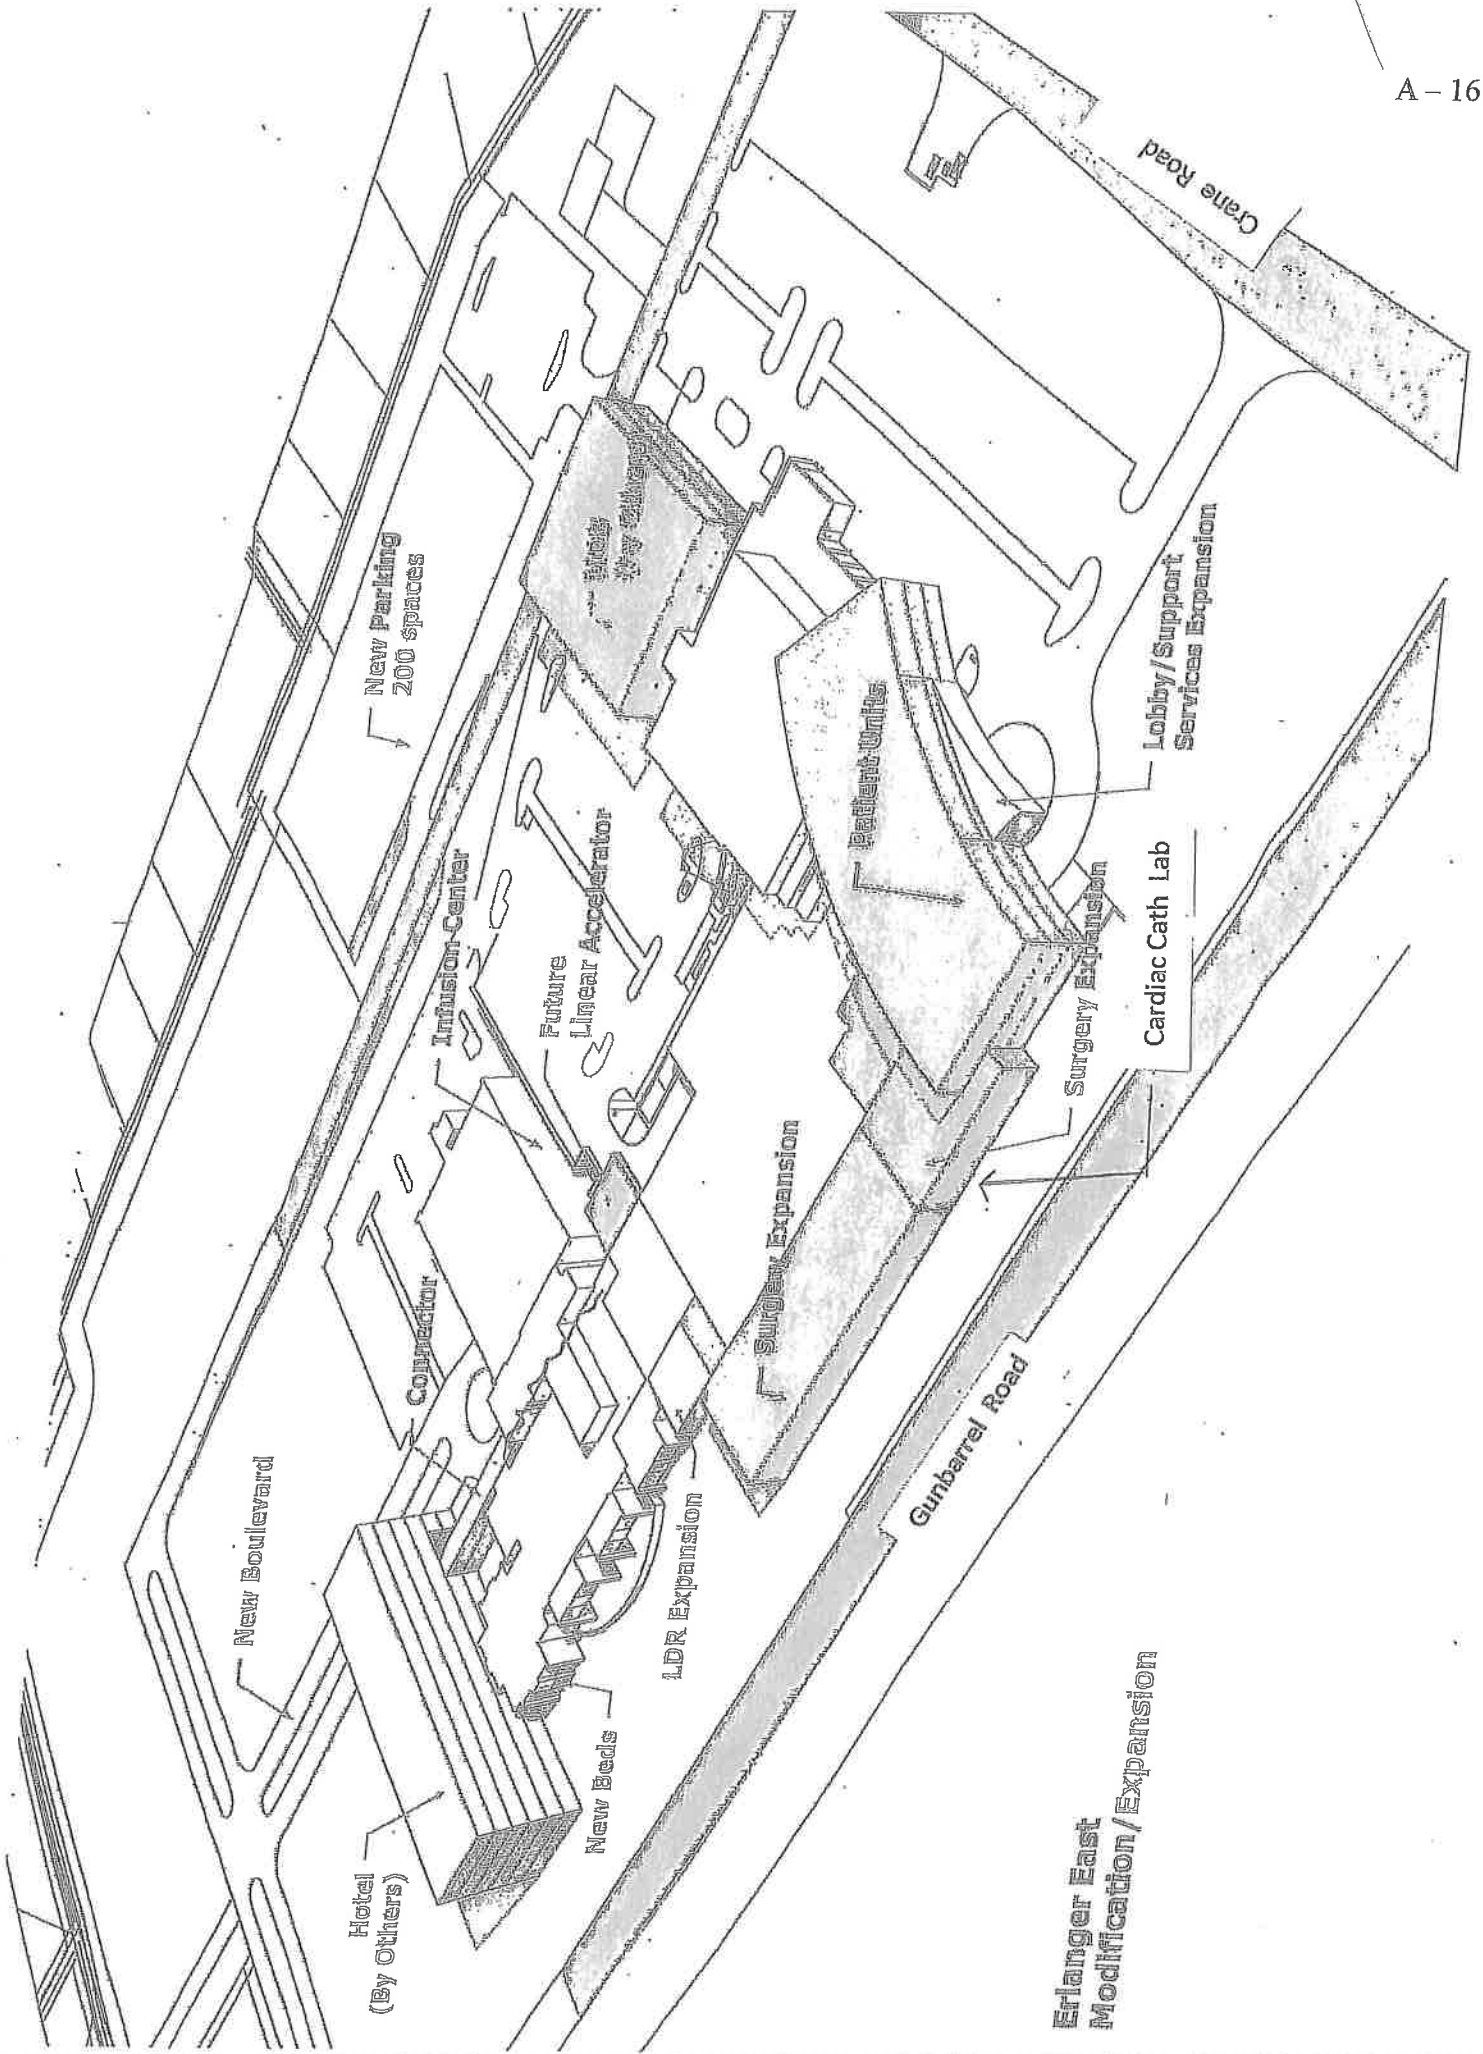 A – 16
Crane Road
New Parking
200 spaces
Patient Units
Lobby/Support
Services Expansion
Infusion Center
Future
Linear Accelerator
Surgery Expansion
Cardiac Cath Lab
Surgery Expansion
Connector
New Boulevard
Gunbarrel Road
LDR Expansion
New Beds
Hotel
(By Others)
Erlanger East
Modification/Expansion